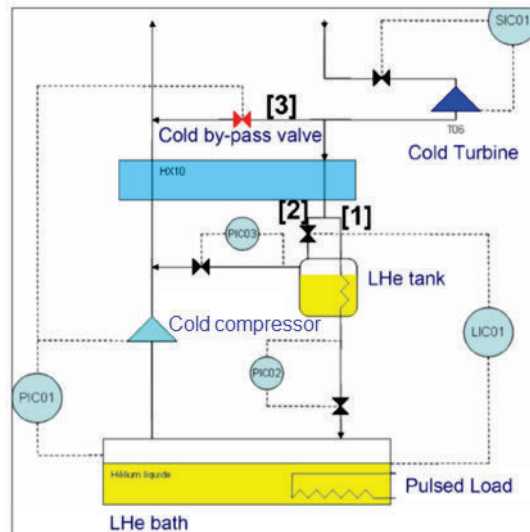 SIC01
[3]
Cold by-pass valve
T06
Cold Turbine
HX10
[2]
[1]
PIC03
LHe tank
Cold compressor
LIC01
PIC02
PIC01
Hélium liquide
Pulsed Load
LHe bath